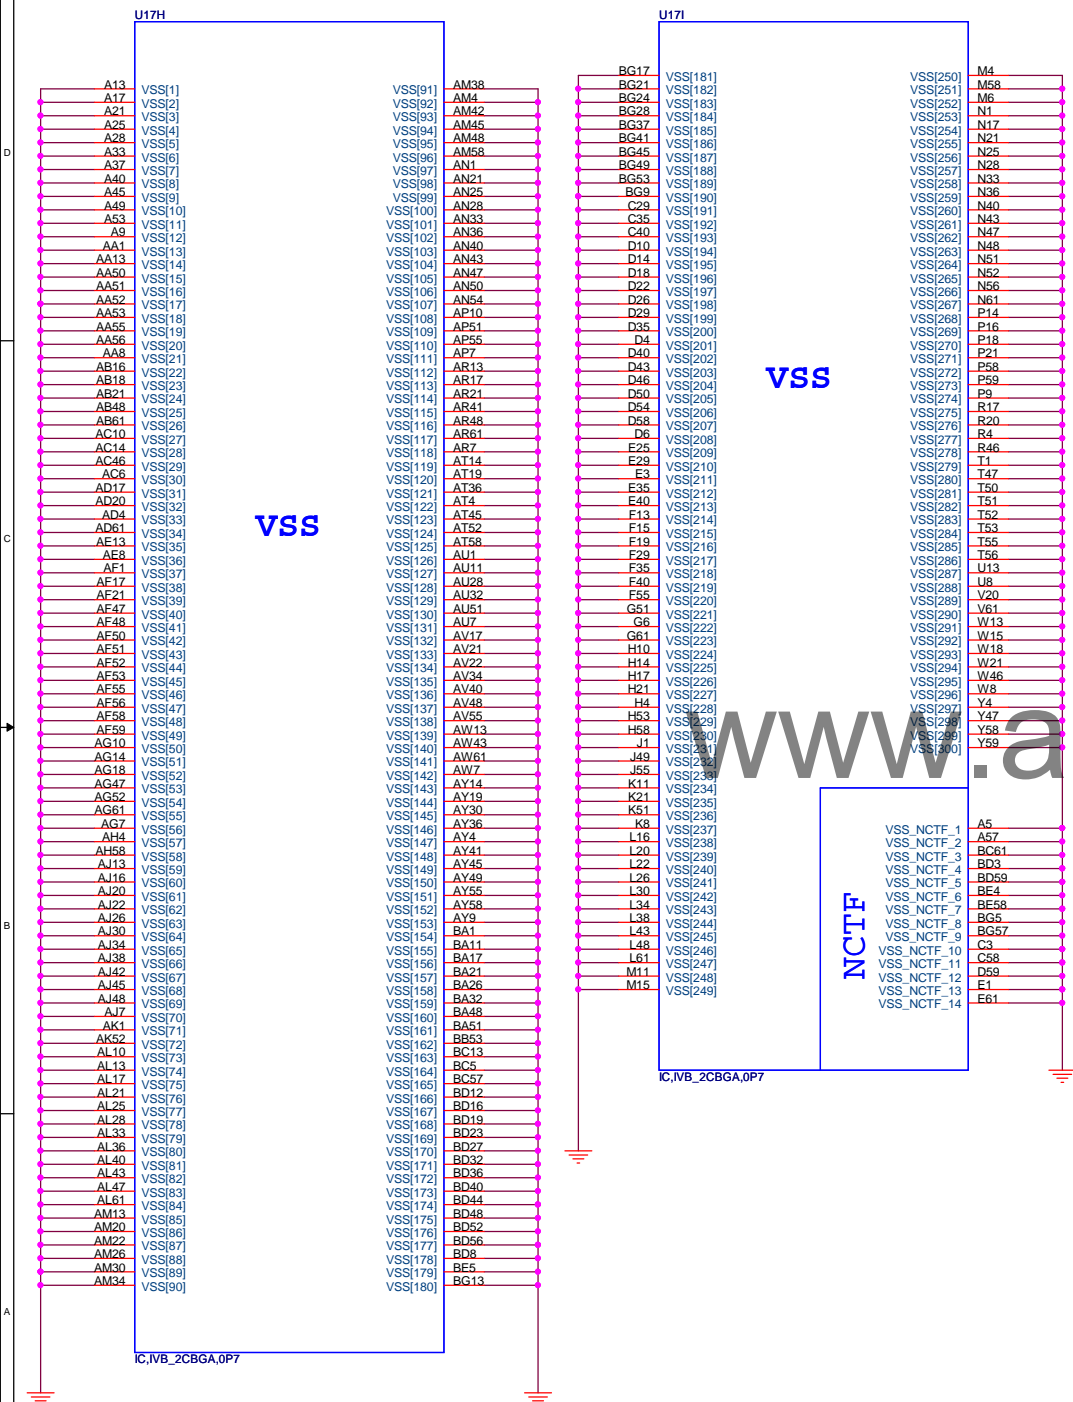 U17H
A13 VSS[1] VSS[91] AM38
A17 VSS[2] VSS[92] AM4
A21 VSS[3] VSS[93] AM42
A25 VSS[4] VSS[94] AM45
A28 VSS[5] VSS[95] AM48
A33 VSS[6] VSS[96] AM58
A37 VSS[7] VSS[97] AN1
A40 VSS[8] VSS[98] AN21
A45 VSS[9] VSS[99] AN25
A49 VSS[10] VSS[100] AN28
A53 VSS[11] VSS[101] AN33
A9 VSS[12] VSS[102] AN36
AA1 VSS[13] VSS[103] AN40
AA13 VSS[14] VSS[104] AN43
AA50 VSS[15] VSS[105] AN47
AA51 VSS[16] VSS[106] AN50
AA52 VSS[17] VSS[107] AN54
AA53 VSS[18] VSS[108] AP10
AA55 VSS[19] VSS[109] AP51
AA56 VSS[20] VSS[110] AP55
AA8 VSS[21] VSS[111] AP7
AB16 VSS[22] VSS[112] AR13
AB18 VSS[23] VSS[113] AR17
AB21 VSS[24] VSS[114] AR21
AB48 VSS[25] VSS[115] AR41
AB61 VSS[26] VSS[116] AR48
AC10 VSS[27] VSS[117] AR61
AC14 VSS[28] VSS[118] AR7
AC46 VSS[29] VSS[119] AT14
AC6 VSS[30] VSS[120] AT19
AD17 VSS[31] VSS[121] AT36
AD20 VSS[32] VSS[122] AT4
AD4 VSS[33] VSS[123] AT45
AD61 VSS[34] VSS[124] AT52
AE13 VSS[35] VSS[125] AT58
AE8 VSS[36] VSS[126] AU1
AF1 VSS[37] VSS[127] AU11
AF17 VSS[38] VSS[128] AU28
AF21 VSS[39] VSS[129] AU32
AF47 VSS[40] VSS[130] AU51
AF48 VSS[41] VSS[131] AU7
AF50 VSS[42] VSS[132] AV17
AF51 VSS[43] VSS[133] AV21
AF52 VSS[44] VSS[134] AV22
AF53 VSS[45] VSS[135] AV34
AF55 VSS[46] VSS[136] AV40
AF56 VSS[47] VSS[137] AV48
AF58 VSS[48] VSS[138] AV55
AF59 VSS[49] VSS[139] AW13
AG10 VSS[50] VSS[140] AW43
AG14 VSS[51] VSS[141] AW61
AG18 VSS[52] VSS[142] AW7
AG47 VSS[53] VSS[143] AY14
AG52 VSS[54] VSS[144] AY19
AG61 VSS[55] VSS[145] AY30
AG7 VSS[56] VSS[146] AY36
AH4 VSS[57] VSS[147] AY4
AH58 VSS[58] VSS[148] AY41
AJ13 VSS[59] VSS[149] AY45
AJ16 VSS[60] VSS[150] AY49
AJ20 VSS[61] VSS[151] AY55
AJ22 VSS[62] VSS[152] AY58
AJ26 VSS[63] VSS[153] AY9
AJ30 VSS[64] VSS[154] BA1
AJ34 VSS[65] VSS[155] BA11
AJ38 VSS[66] VSS[156] BA17
AJ42 VSS[67] VSS[157] BA21
AJ45 VSS[68] VSS[158] BA26
AJ48 VSS[69] VSS[159] BA32
AJ7 VSS[70] VSS[160] BA48
AK1 VSS[71] VSS[161] BA51
AK52 VSS[72] VSS[162] BB53
AL10 VSS[73] VSS[163] BC13
AL13 VSS[74] VSS[164] BC5
AL17 VSS[75] VSS[165] BC57
AL21 VSS[76] VSS[166] BD12
AL25 VSS[77] VSS[167] BD16
AL28 VSS[78] VSS[168] BD19
AL33 VSS[79] VSS[169] BD23
AL36 VSS[80] VSS[170] BD27
AL40 VSS[81] VSS[171] BD32
AL43 VSS[82] VSS[172] BD36
AL47 VSS[83] VSS[173] BD40
AL61 VSS[84] VSS[174] BD44
AM13 VSS[85] VSS[175] BD48
AM20 VSS[86] VSS[176] BD52
AM22 VSS[87] VSS[177] BD56
AM26 VSS[88] VSS[178] BD8
AM30 VSS[89] VSS[179] BE5
AM34 VSS[90] VSS[180] BG13
VSS
IC,IVB_2CBGA,0P7
U17I
BG17 VSS[181] VSS[250] M4
BG21 VSS[182] VSS[251] M58
BG24 VSS[183] VSS[252] M6
BG28 VSS[184] VSS[253] N1
BG37 VSS[185] VSS[254] N17
BG41 VSS[186] VSS[255] N21
BG45 VSS[187] VSS[256] N25
BG49 VSS[188] VSS[257] N28
BG53 VSS[189] VSS[258] N33
BG9 VSS[190] VSS[259] N36
C29 VSS[191] VSS[260] N40
C35 VSS[192] VSS[261] N43
C40 VSS[193] VSS[262] N47
D10 VSS[194] VSS[263] N48
D14 VSS[195] VSS[264] N51
D18 VSS[196] VSS[265] N52
D22 VSS[197] VSS[266] N56
D26 VSS[198] VSS[267] N61
D29 VSS[199] VSS[268] P14
D35 VSS[200] VSS[269] P16
D4 VSS[201] VSS[270] P18
D40 VSS[202] VSS[271] P21
D43 VSS[203] VSS[272] P58
D46 VSS[204] VSS[273] P59
D50 VSS[205] VSS[274] P9
D54 VSS[206] VSS[275] R17
D58 VSS[207] VSS[276] R20
D6 VSS[208] VSS[277] R4
E25 VSS[209] VSS[278] R46
E29 VSS[210] VSS[279] T1
E3 VSS[211] VSS[280] T47
E35 VSS[212] VSS[281] T50
E40 VSS[213] VSS[282] T51
F13 VSS[214] VSS[283] T52
F15 VSS[215] VSS[284] T53
F19 VSS[216] VSS[285] T55
F29 VSS[217] VSS[286] T56
F35 VSS[218] VSS[287] U13
F40 VSS[219] VSS[288] U8
F55 VSS[220] VSS[289] V20
G51 VSS[221] VSS[290] V61
G6 VSS[222] VSS[291] W13
G61 VSS[223] VSS[292] W15
H10 VSS[224] VSS[293] W18
H14 VSS[225] VSS[294] W21
H17 VSS[226] VSS[295] W46
H21 VSS[227] VSS[296] W8
H4 VSS[228] VSS[297] Y4
H53 VSS[229] VSS[298] Y47
H58 VSS[230] VSS[299] Y58
J1 VSS[231] VSS[300] Y59
J49 VSS[232]
J55 VSS[233]
K11 VSS[234]
K21 VSS[235]
K51 VSS[236]
K8 VSS[237] VSS_NCTF_1 A5
L16 VSS[238] VSS_NCTF_2 A57
L20 VSS[239] VSS_NCTF_3 BC61
L22 VSS[240] VSS_NCTF_4 BD3
L26 VSS[241] VSS_NCTF_5 BD59
L30 VSS[242] VSS_NCTF_6 BE4
L34 VSS[243] VSS_NCTF_7 BE58
L38 VSS[244] VSS_NCTF_8 BG5
L43 VSS[245] VSS_NCTF_9 BG57
L48 VSS[246] VSS_NCTF_10 C3
L61 VSS[247] VSS_NCTF_11 C58
M11 VSS[248] VSS_NCTF_12 D59
M15 VSS[249] VSS_NCTF_13 E1
VSS_NCTF_14 E61
VSS
NCTF
IC,IVB_2CBGA,0P7
www.a
D
C
B
A